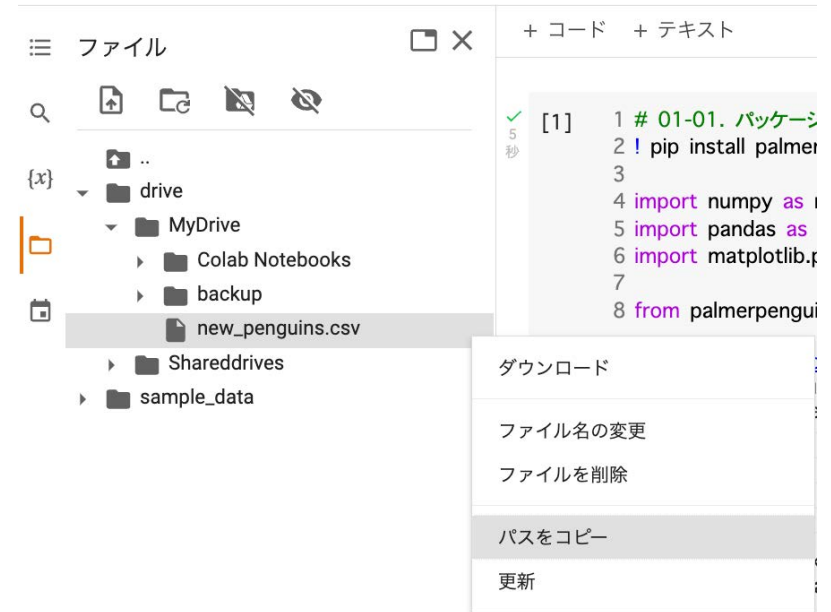 ファイル
..
drive
MyDrive
Colab Notebooks
backup
new_penguins.csv
Shareddrives
sample_data
{x}
+ コード + テキスト
5
秒
[1]
1 # 01-01. パッケージ
2 ! pip install palmer
3
4 import numpy as
5 import pandas as
6 import matplotlib.p
7
8 from palmerpengui
ダウンロード
ファイル名の変更
ファイルを削除
パスをコピー
更新